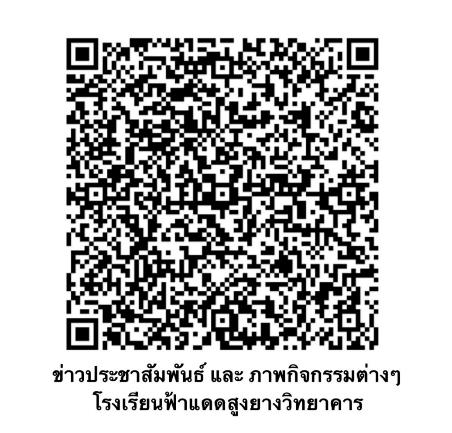 ข่าวประชาสัมพันธ์ และ ภาพกิจกรรมต่างๆ
โรงเรียนฟ้าแดดสูงยางวิทยาคาร